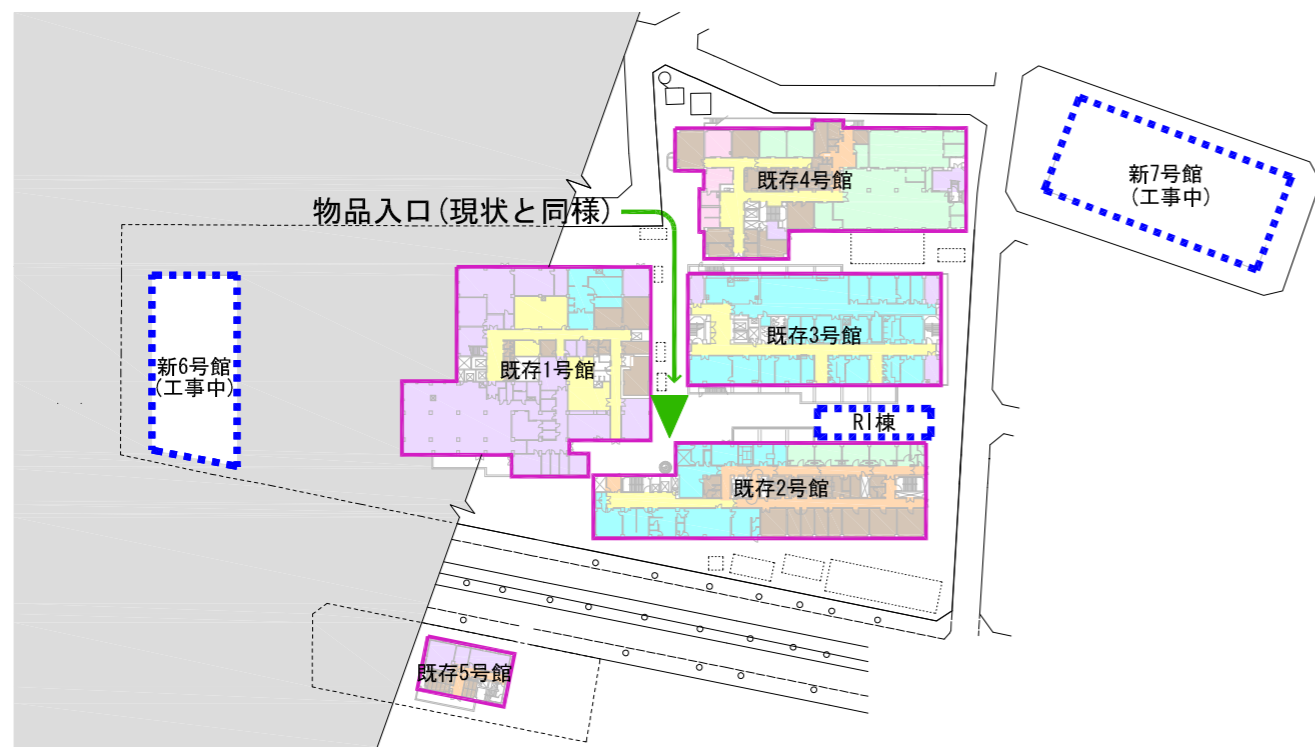 既存4号館
新7号館
(工事中)
物品入口(現状と同様)
既存3号館
新6号館
(工事中)
既存1号館
RI棟
既存2号館
既存5号館